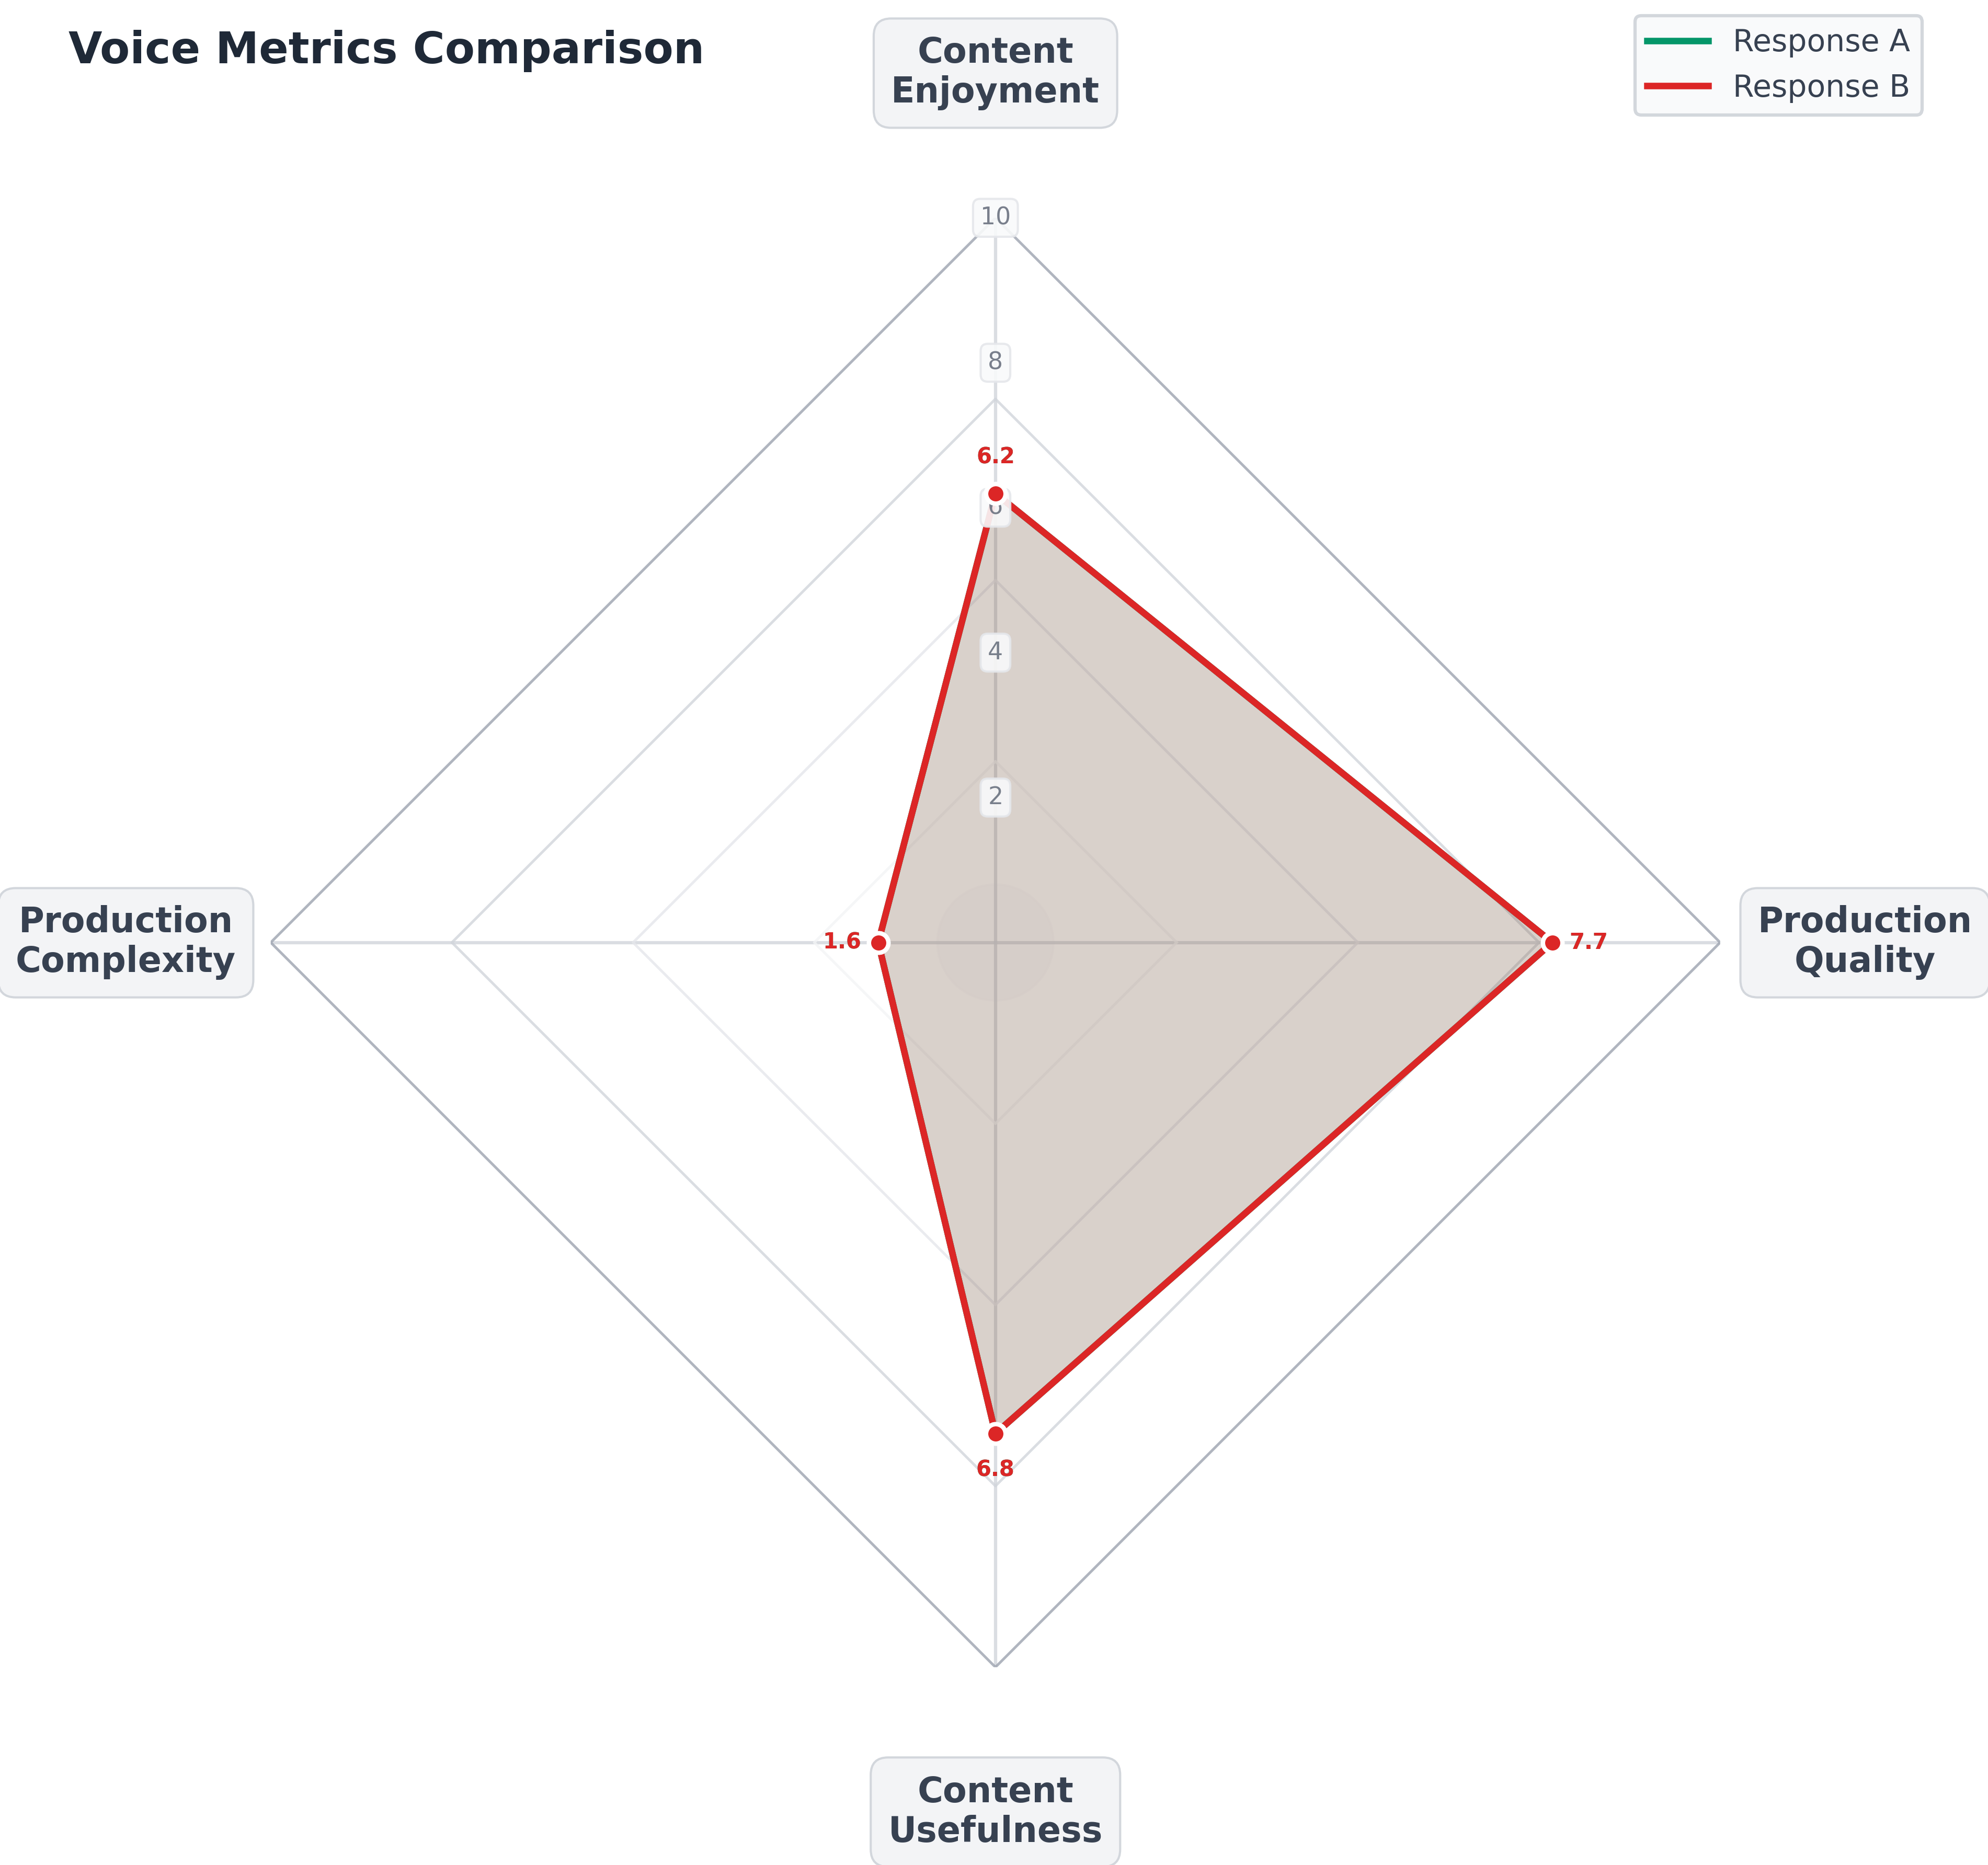 Voice Metrics Comparison
Content
Enjoyment
Response A
Response B
10
8
6.2
6
4
2
Production
Complexity
1.6
7.7
Production
Quality
6.8
Content
Usefulness